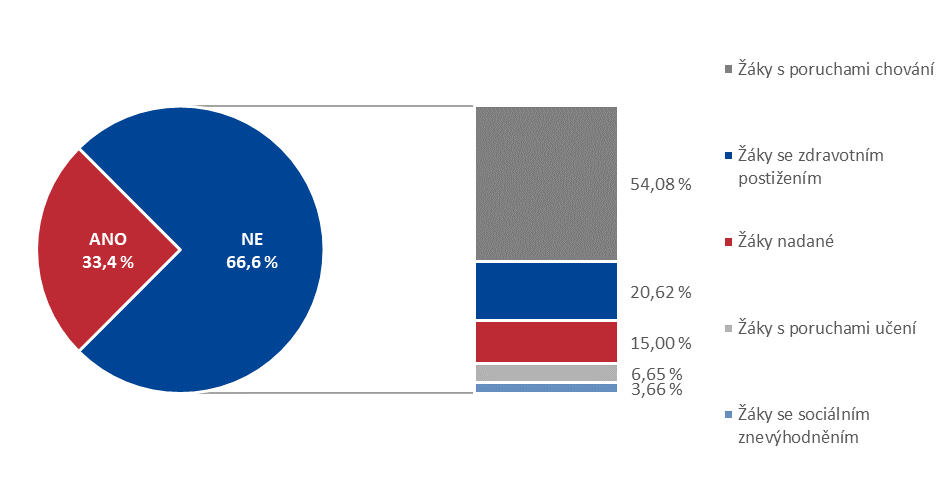 ANO
33,4 %
NE
66,6 %
54,08 %
20,62 %
15,00 %
6,65 %
3,66 %
Žáky s poruchami chování
Žáky se zdravotním
postižením
Žáky nadané
Žáky s poruchami učení
Žáky se sociálním
znevýhodněním